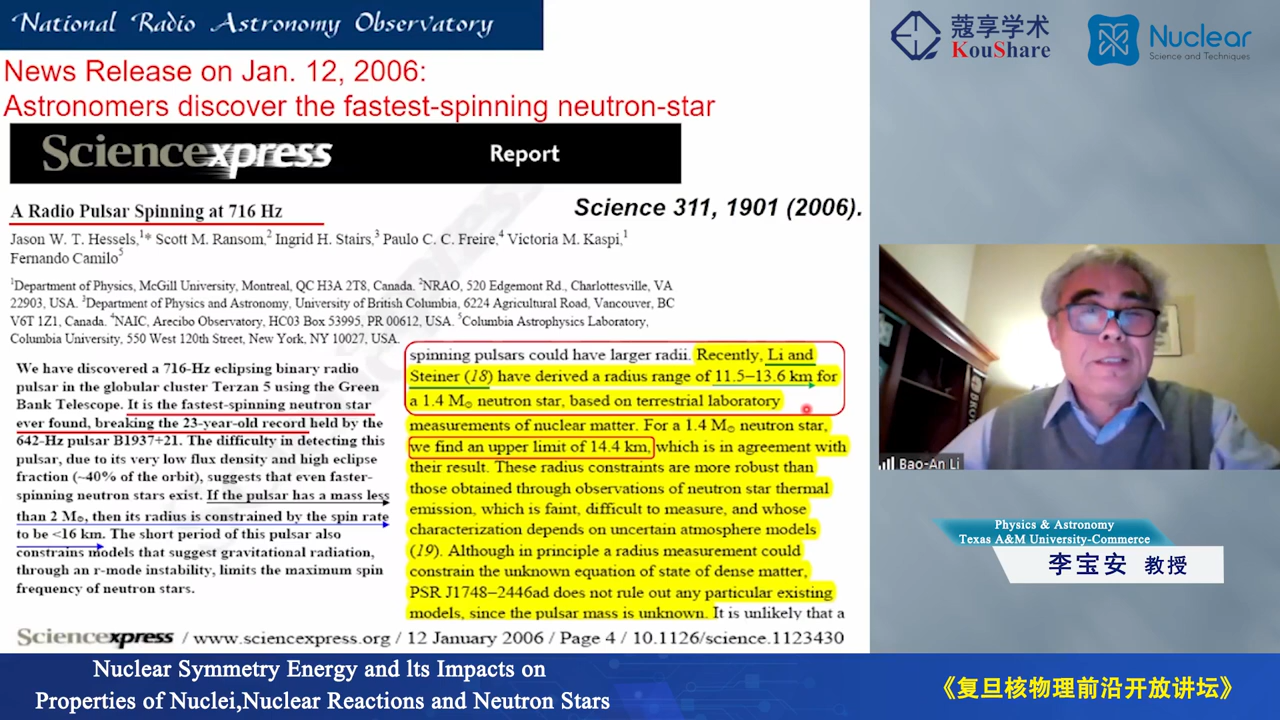 National Radio Astronomy Observatory
News Release on Jan. 12, 2006:
Astronomers discover the fastest-spinning neutron-star
Sciencexpress
Report
A Radio Pulsar Spinning at 716 Hz
Science 311, 1901 (2006).
Jason W. T. Hessels,1* Scott M. Ransom,2 Ingrid H. Stairs,3 Paulo C. C. Freire,4 Victoria M. Kaspi,1
Fernando Camilo5
1Department of Physics, McGill University, Montreal, QC H3A 2T8, Canada. 2NRAO, 520 Edgemont Rd., Charlottesville, VA
22903, USA. 3Department of Physics and Astronomy, University of British Columbia, 6224 Agricultural Road, Vancouver, BC
V6T 1Z1, Canada. 4NAIC, Arecibo Observatory, HC03 Box 53995, PR 00612, USA. 5Columbia Astrophysics Laboratory,
Columbia University, 550 West 120th Street, New York, NY 10027, USA.
We have discovered a 716-Hz eclipsing binary radio
pulsar in the globular cluster Terzan 5 using the Green
Bank Telescope. It is the fastest-spinning neutron star
ever found, breaking the 23-year-old record held by the
642-Hz pulsar B1937+21. The difficulty in detecting this
pulsar, due to its very low flux density and high eclipse
fraction (~40% of the orbit), suggests that even faster-
spinning neutron stars exist. If the pulsar has a mass less
than 2 M☉, then its radius is constrained by the spin rate
to be <16 km. The short period of this pulsar also
constrains models that suggest gravitational radiation,
through an r-mode instability, limits the maximum spin
frequency of neutron stars.
spinning pulsars could have larger radii. Recently, Li and
Steiner (18) have derived a radius range of 11.5–13.6 km for
a 1.4 M☉ neutron star, based on terrestrial laboratory
measurements of nuclear matter. For a 1.4 M☉ neutron star,
we find an upper limit of 14.4 km, which is in agreement with
their result. These radius constraints are more robust than
those obtained through observations of neutron star thermal
emission, which is faint, difficult to measure, and whose
characterization depends on uncertain atmosphere models
(19). Although in principle a radius measurement could
constrain the unknown equation of state of dense matter,
PSR J1748–2446ad does not rule out any particular existing
models, since the pulsar mass is unknown. It is unlikely that a
Sciencexpress / www.sciencexpress.org / 12 January 2006 / Page 4 / 10.1126/science.1123430
蔻享学术
KouShare
Nuclear
Science and Techniques
Bao-An Li
Physics & Astronomy
Texas A&M University-Commerce
李宝安 教授
Nuclear Symmetry Energy and Its Impacts on
Properties of Nuclei,Nuclear Reactions and Neutron Stars
《复旦核物理前沿开放讲坛》